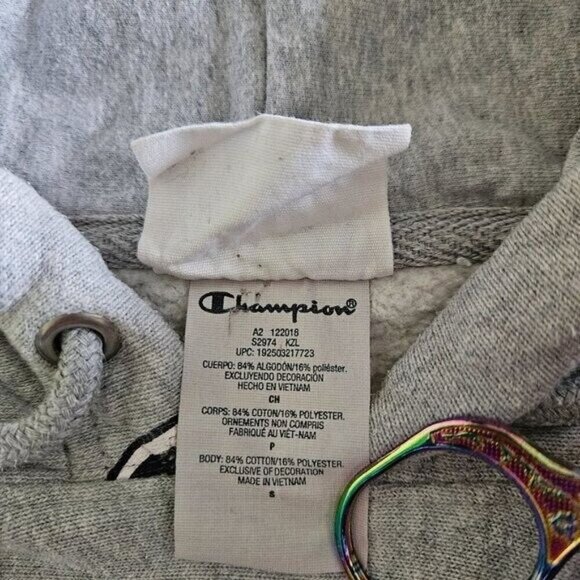 Champion®
A2 122018
S2974 KZL
UPC: 192503217723
CUERPO: 84% ALGODÓN/16% poliéster.
EXCLUYENDO DECORACIÓN
HECHO EN VIETNAM
CH
CORPS: 84% COTON/16% POLYESTER.
ORNEMENTS NON COMPRIS
FABRIQUÉ AU VIÊT-NAM
P
BODY: 84% COTTON/16% POLYESTER.
EXCLUSIVE OF DECORATION
MADE IN VIETNAM
S